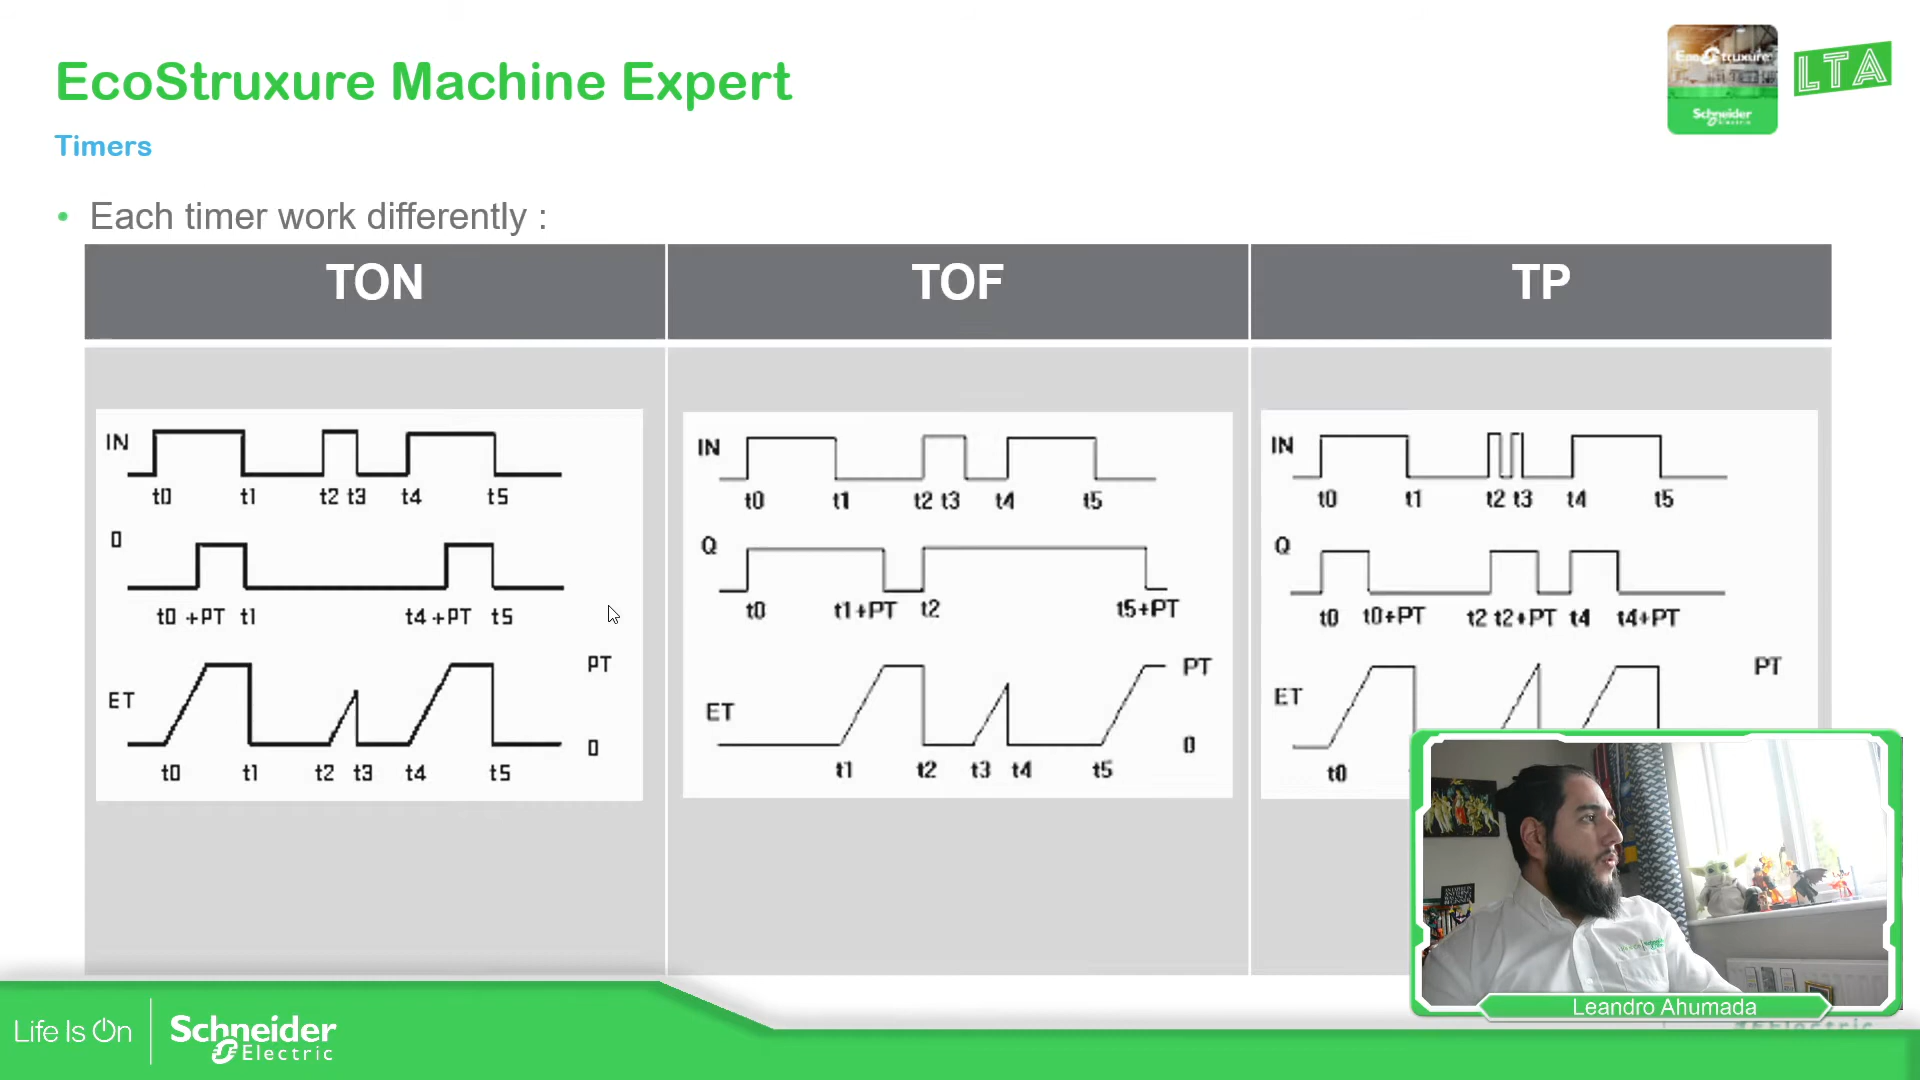 EcoStruxure Machine Expert
EcoStruxure
Schneider
Electric
LTA
Timers
• Each timer work differently :
TON
TOF
TP
IN
t0 t1 t2 t3 t4 t5
Q
t0 +PT t1 t4 +PT t5
PT
ET
0
t0 t1 t2 t3 t4 t5
IN
t0 t1 t2 t3 t4 t5
Q
t0 t1+PT t2 t5+PT
PT
ET
0
t1 t2 t3 t4 t5
IN
t0 t1 t2 t3 t4 t5
Q
t0 t0+PT t2 t2+PT t4 t4+PT
PT
ET
t0
Leandro Ahumada
Life Is On
Schneider
Electric